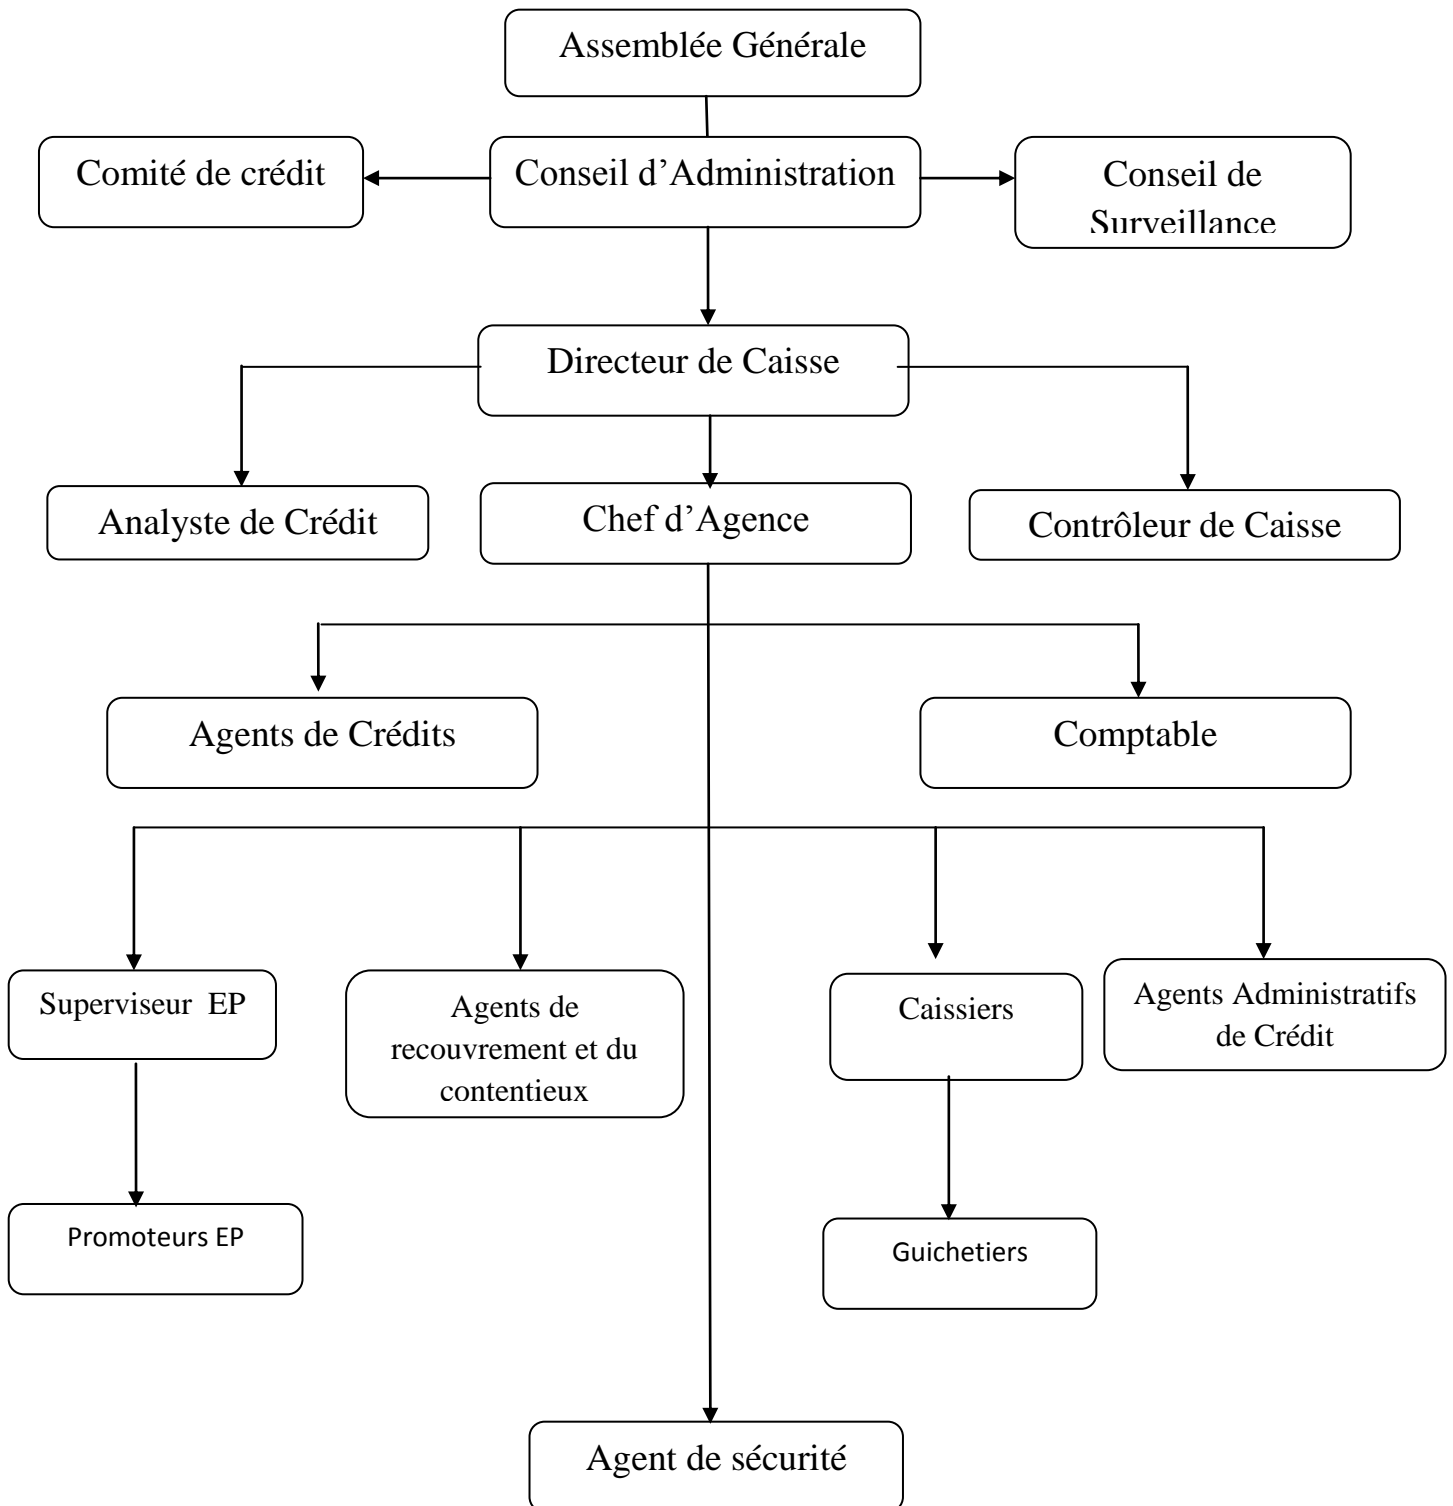 Assemblée Générale
Comité de crédit
Conseil d’Administration
Conseil de
Surveillance
Directeur de Caisse
Analyste de Crédit
Chef d’Agence
Contrôleur de Caisse
Agents de Crédits
Comptable
Superviseur EP
Agents de
recouvrement et du
contentieux
Caissiers
Agents Administratifs
de Crédit
Promoteurs EP
Guichetiers
Agent de sécurité